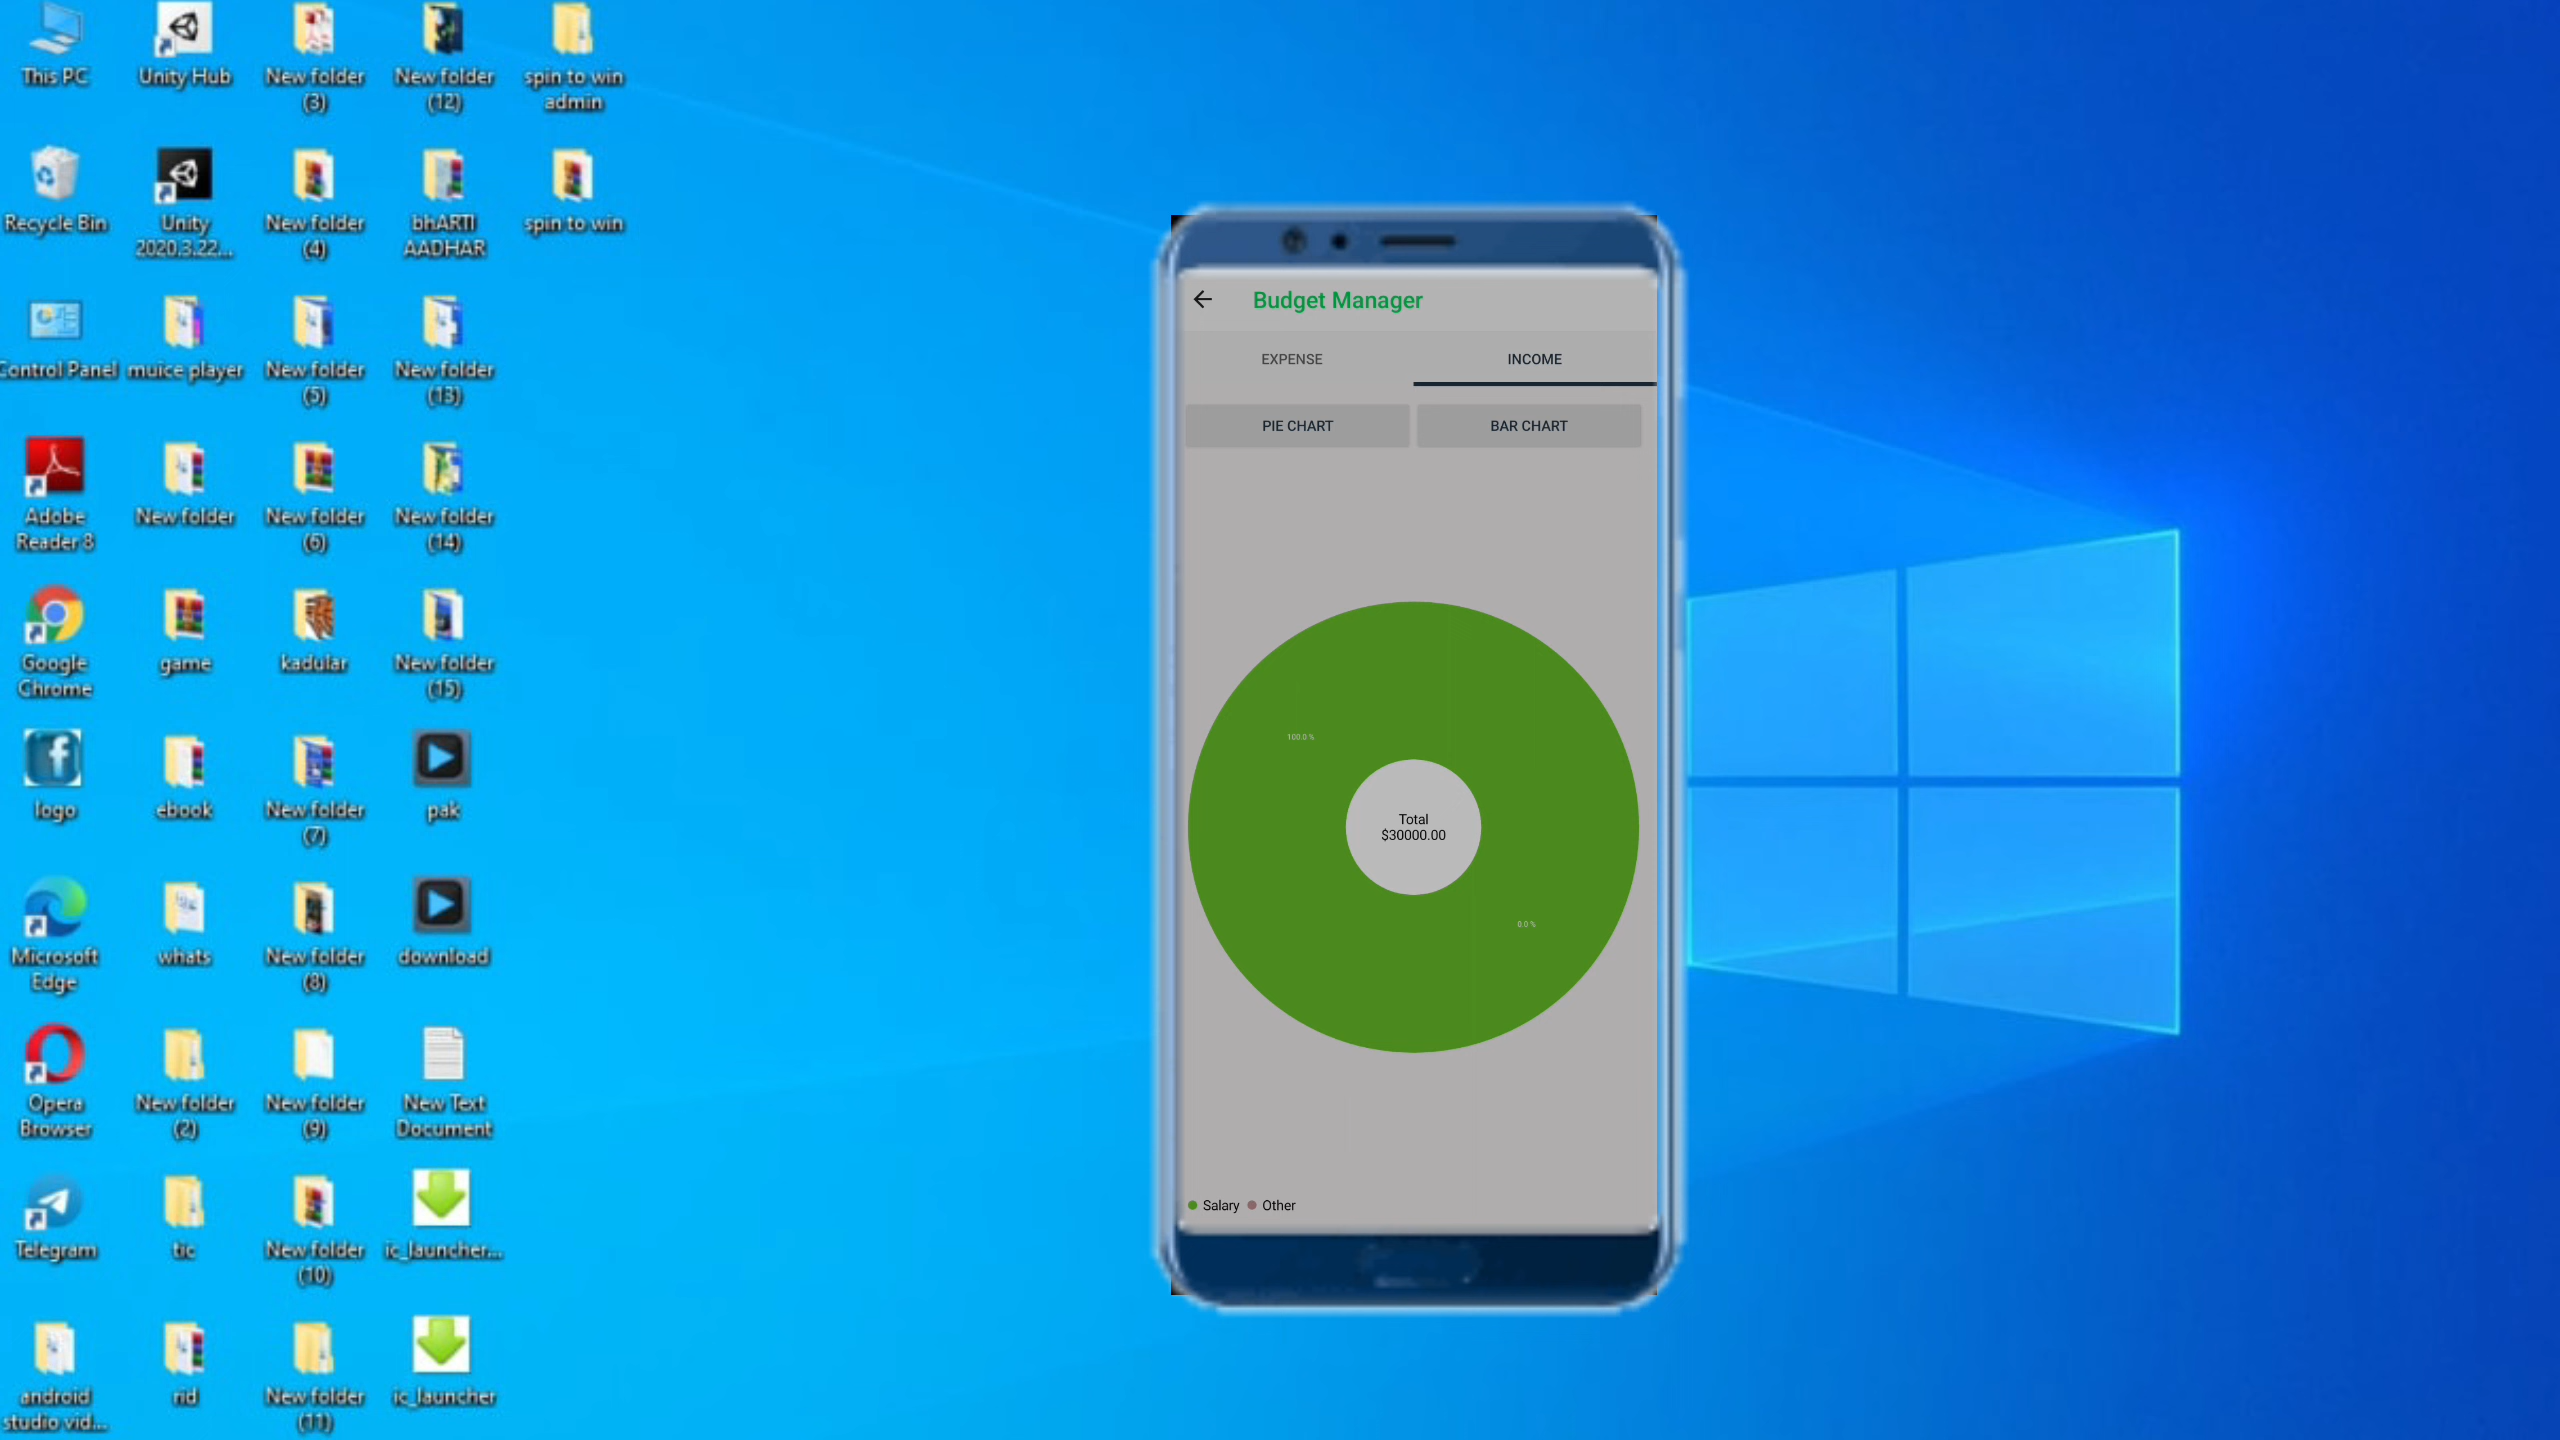 This PC
Unity Hub
New folder
(3)
New folder
(12)
spin to win
admin
Recycle Bin
Unity
2020.3.22...
New folder
(4)
bhARTI
AADHAR
spin to win
Control Panel
muice player
New folder
(5)
New folder
(13)
Adobe
Reader 8
New folder
New folder
(6)
New folder
(14)
Google
Chrome
game
kadular
New folder
(15)
logo
ebook
New folder
(7)
pak
Microsoft
Edge
whats
New folder
(8)
download
Opera
Browser
New folder
(2)
New folder
(9)
New Text
Document
Telegram
tic
New folder
(10)
ic_launcher...
android
studio vid...
rid
New folder
(11)
ic_launcher
Budget Manager
EXPENSE
INCOME
PIE CHART
BAR CHART
100.0 %
Total
$30000.00
0.0 %
Salary
Other